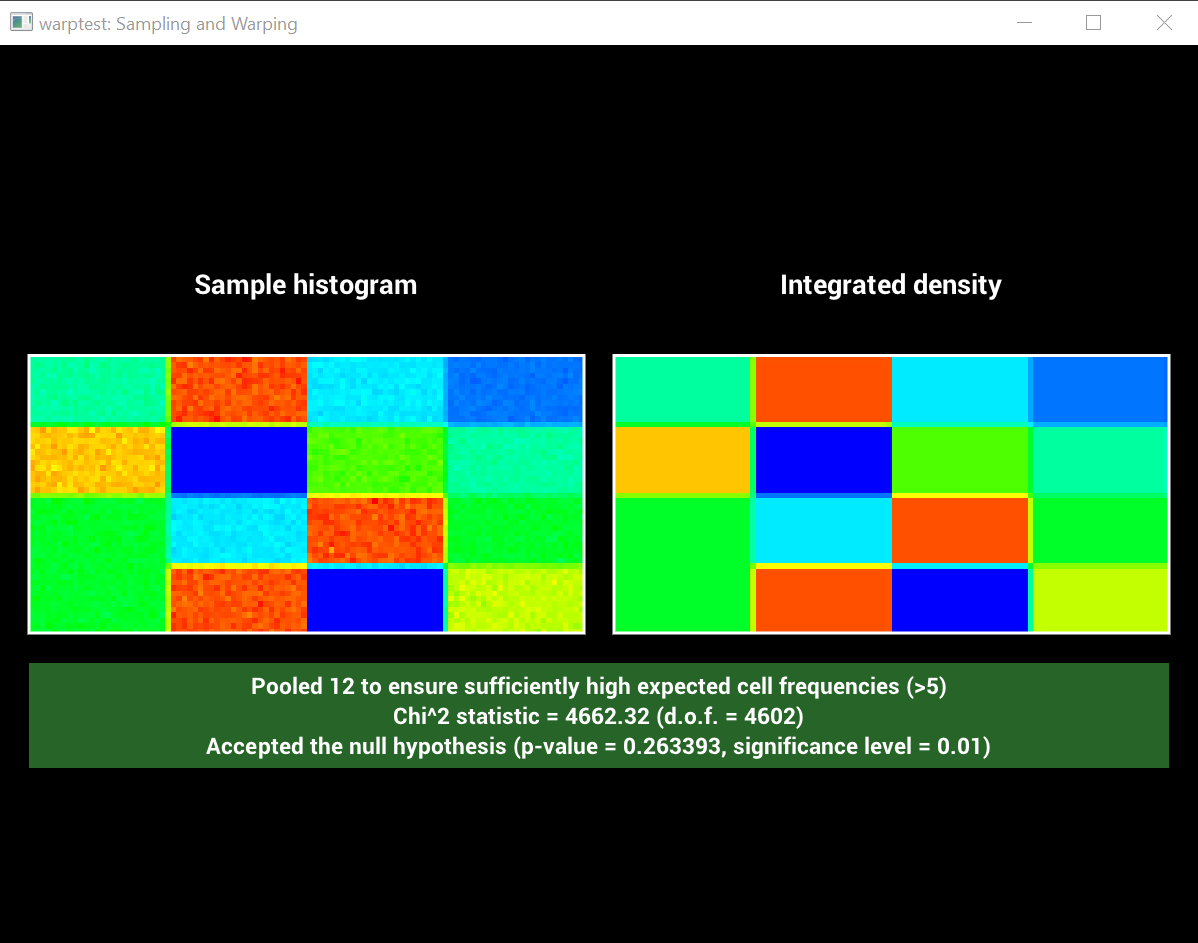 warptest: Sampling and Warping
Sample histogram
Integrated density
Pooled 12 to ensure sufficiently high expected cell frequencies (>5)
Chi^2 statistic = 4662.32 (d.o.f. = 4602)
Accepted the null hypothesis (p-value = 0.263393, significance level = 0.01)